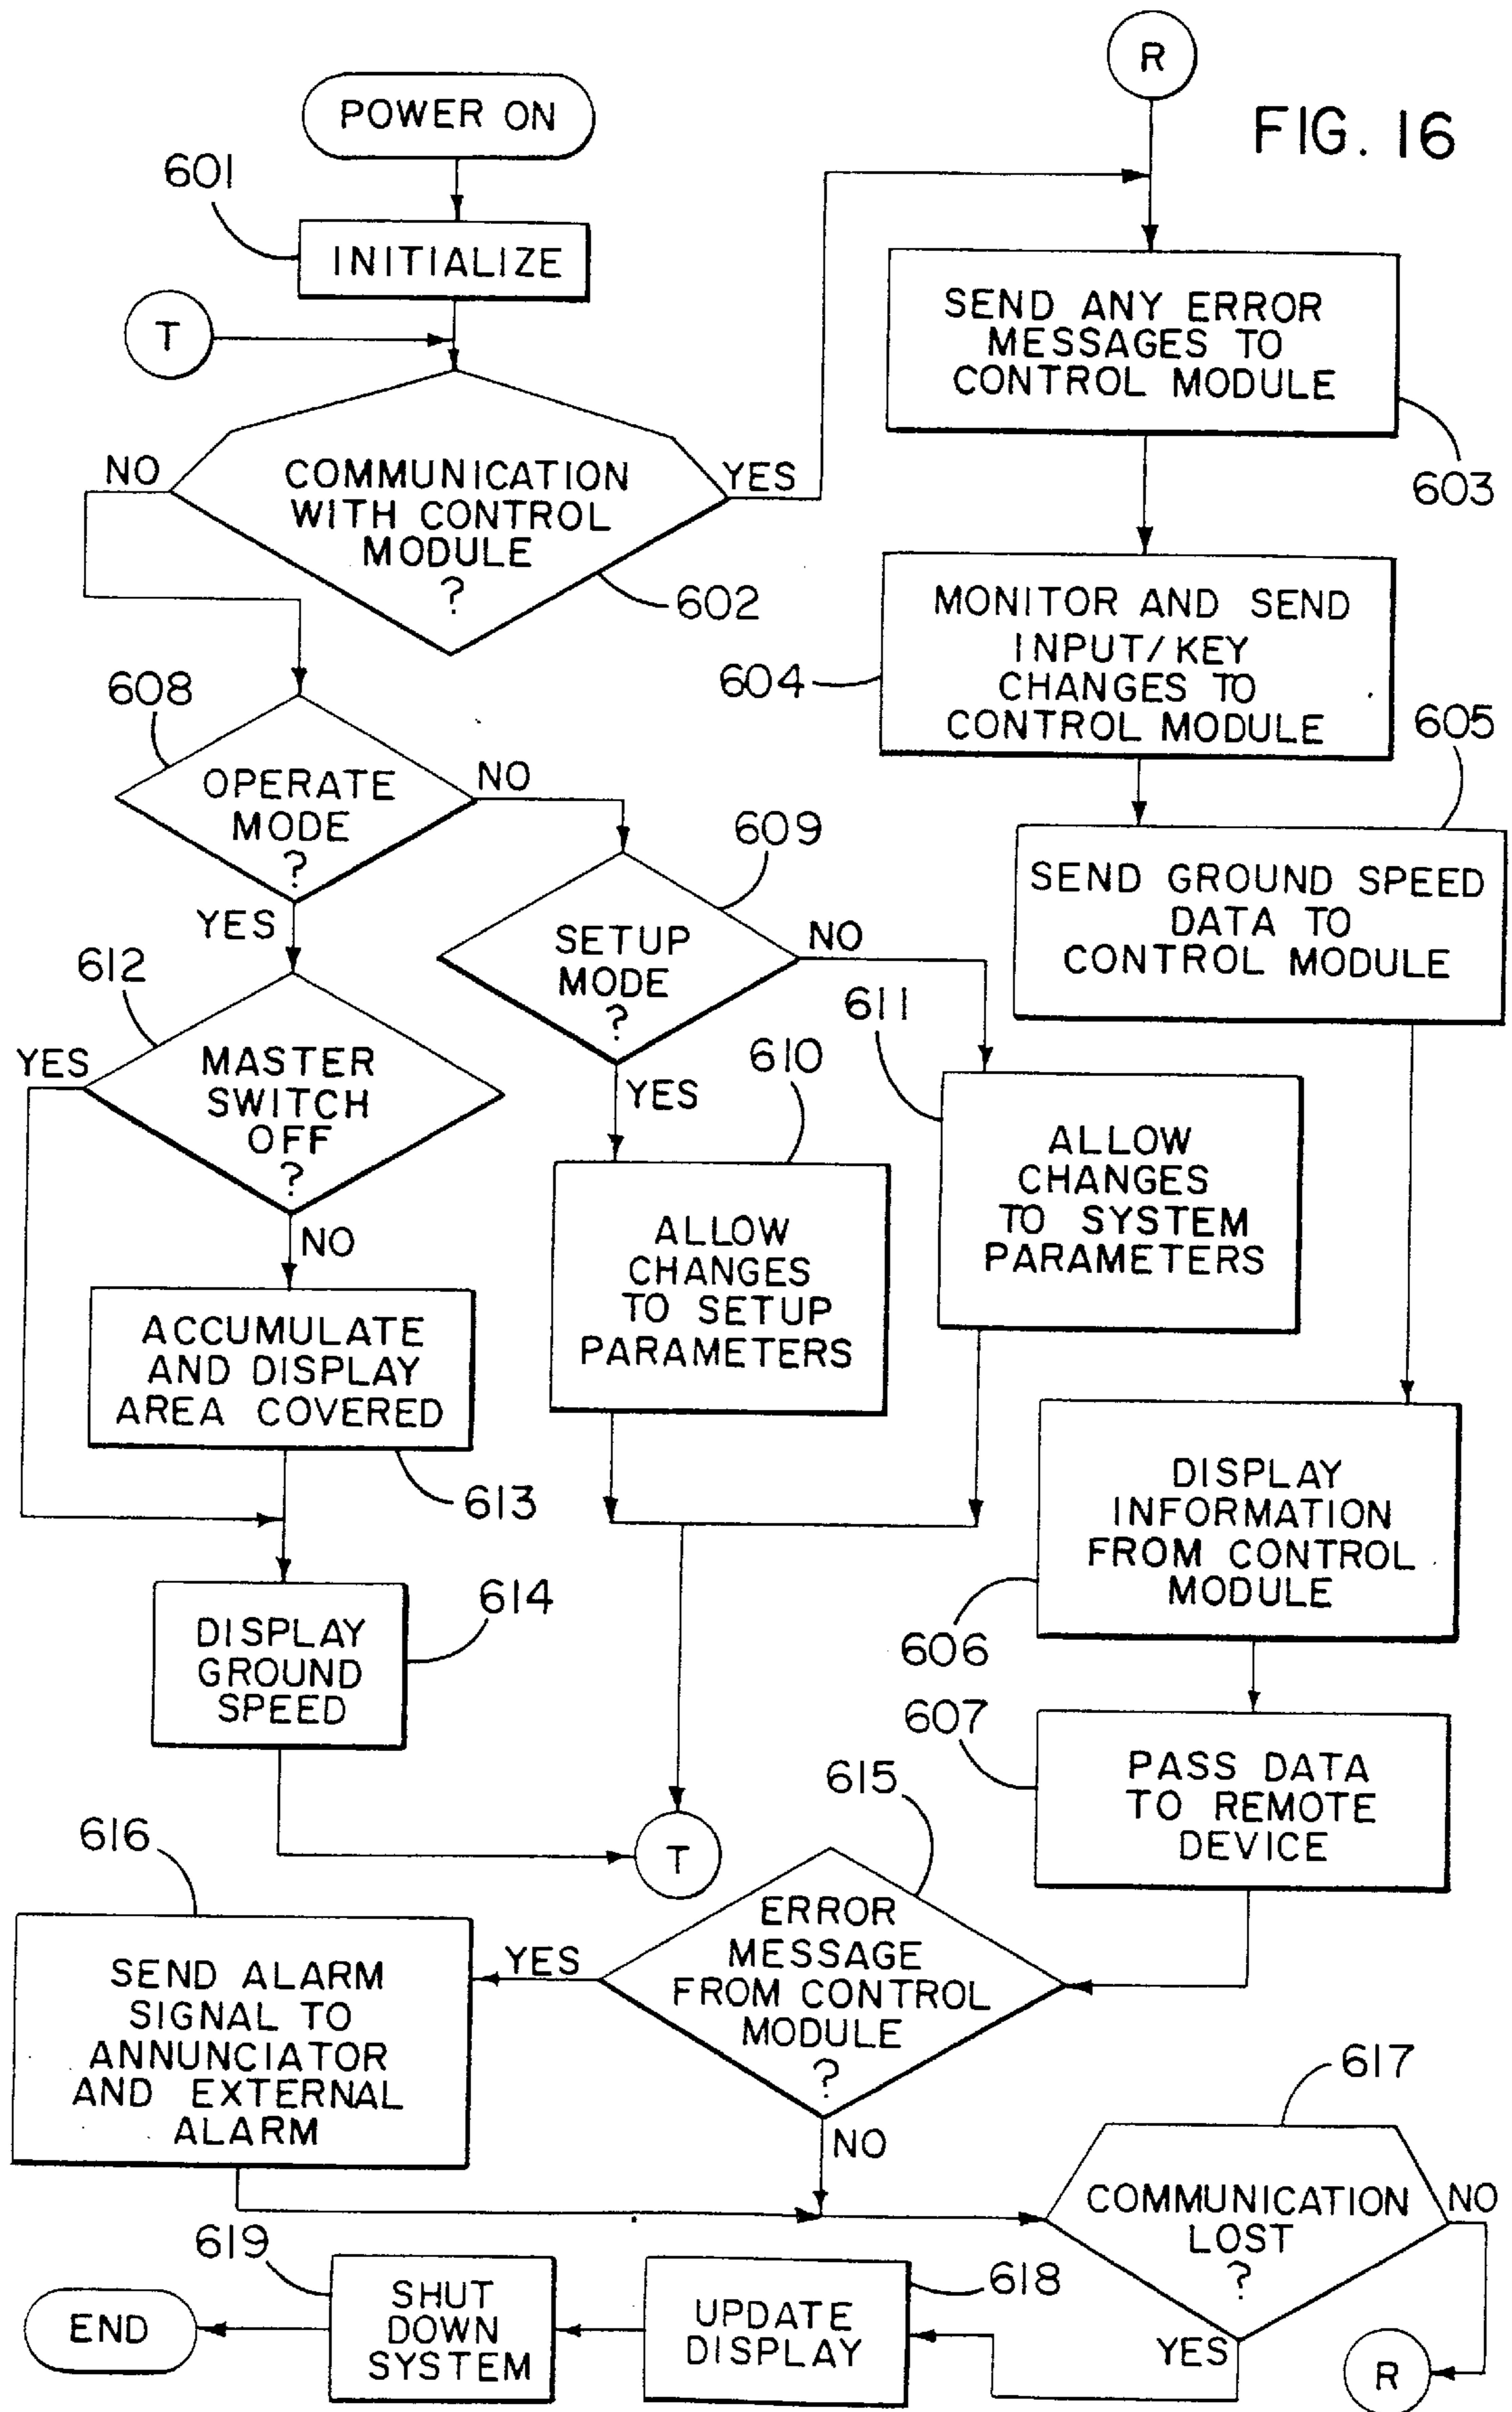 FIG. 16
POWER ON
601
INITIALIZE
T
COMMUNICATION
WITH CONTROL
MODULE
?
NO
YES
602
R
SEND ANY ERROR
MESSAGES TO
CONTROL MODULE
603
MONITOR AND SEND
INPUT/KEY
CHANGES TO
CONTROL MODULE
604
605
SEND GROUND SPEED
DATA TO
CONTROL MODULE
608
OPERATE
MODE
?
NO
YES
609
SETUP
MODE
?
NO
YES
612
MASTER
SWITCH
OFF
?
YES
NO
610
ALLOW
CHANGES
TO SETUP
PARAMETERS
611
ALLOW
CHANGES
TO SYSTEM
PARAMETERS
ACCUMULATE
AND DISPLAY
AREA COVERED
613
DISPLAY
GROUND
SPEED
614
T
DISPLAY
INFORMATION
FROM CONTROL
MODULE
606
607
PASS DATA
TO REMOTE
DEVICE
615
ERROR
MESSAGE
FROM CONTROL
MODULE
?
YES
NO
616
SEND ALARM
SIGNAL TO
ANNUNCIATOR
AND EXTERNAL
ALARM
617
COMMUNICATION
LOST
?
NO
YES
R
618
UPDATE
DISPLAY
619
SHUT
DOWN
SYSTEM
END